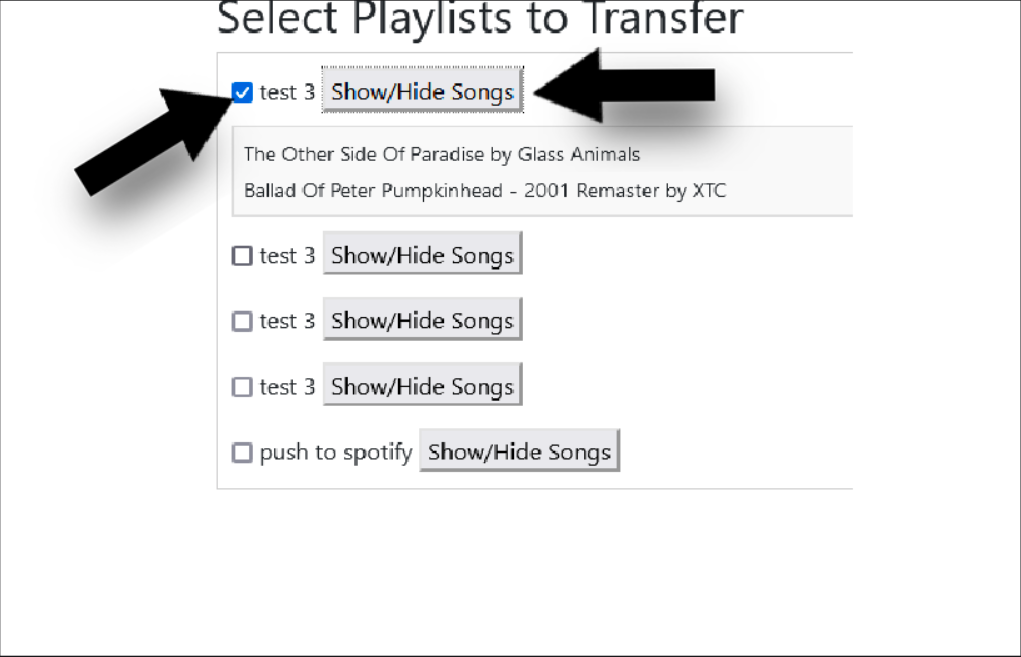 Select Playlists to Transfer
test 3 Show/Hide Songs
The Other Side Of Paradise by Glass Animals
Ballad Of Peter Pumpkinhead - 2001 Remaster by XTC
test 3 Show/Hide Songs
test 3 Show/Hide Songs
test 3 Show/Hide Songs
push to spotify Show/Hide Songs